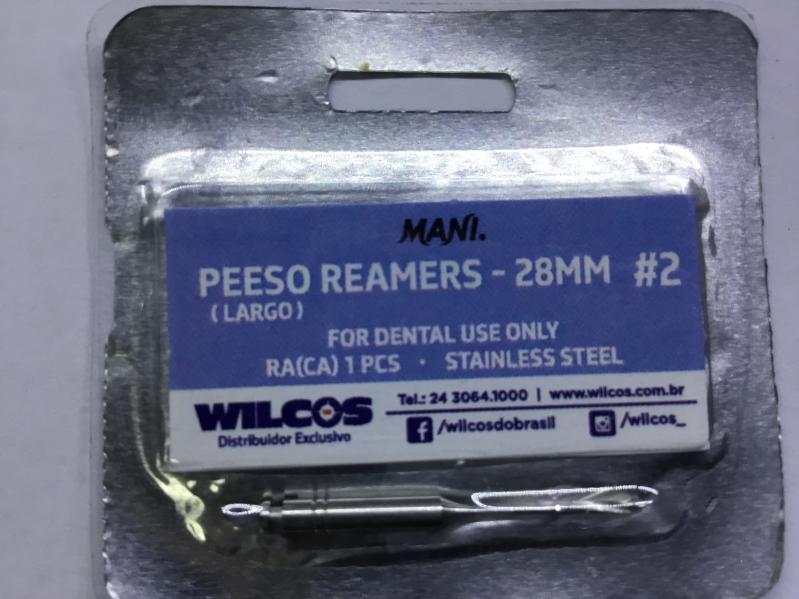 MANI.
PEESO REAMERS - 28MM #2
(LARGO)
FOR DENTAL USE ONLY
RA(CA) 1 PCS · STAINLESS STEEL
WILCOS
Distribuidor Exclusivo
Tel.: 24 3064.1000 | www.wilcos.com.br
f /wilcosdobrasil /wilcos_